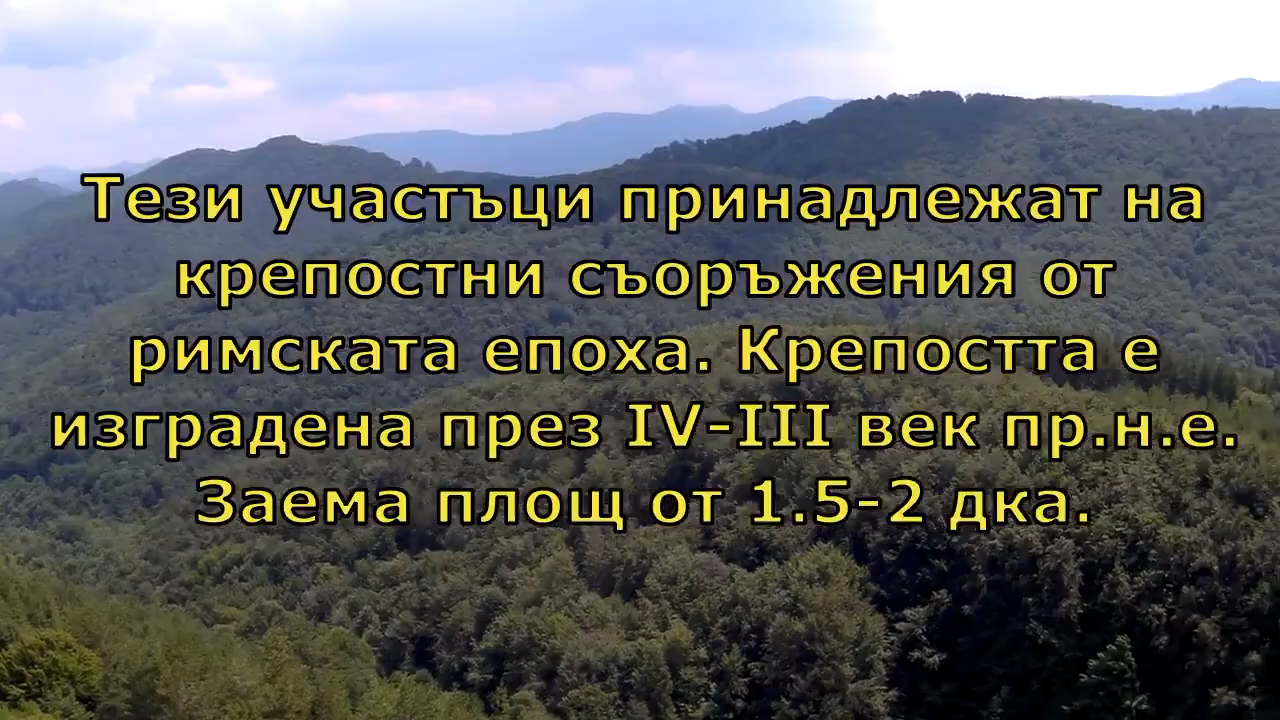 Тези участъци принадлежат на
крепостни съоръжения от
римската епоха. Крепостта е
изградена през IV-III век пр.н.е.
Заема площ от 1.5-2 дка.